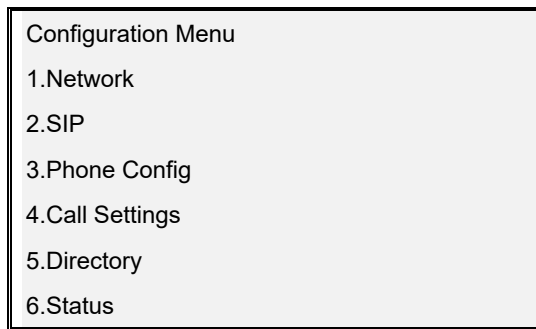 Configuration Menu
1.Network
2.SIP
3.Phone Config
4.Call Settings
5.Directory
6.Status